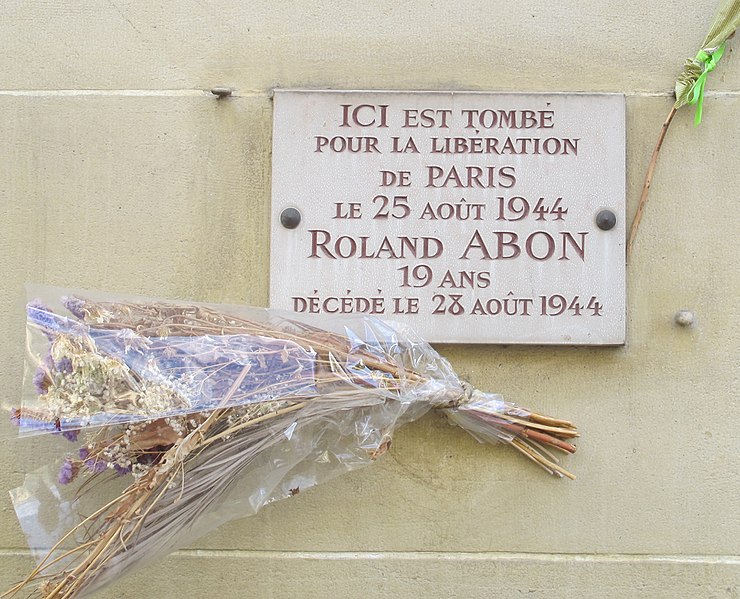 ICI EST TOMBÉ
POUR LA LIBÉRATION
DE PARIS
LE 25 AOÛT 1944
ROLAND ABON
19 ANS
DÉCÉDÉ LE 28 AOÛT 1944